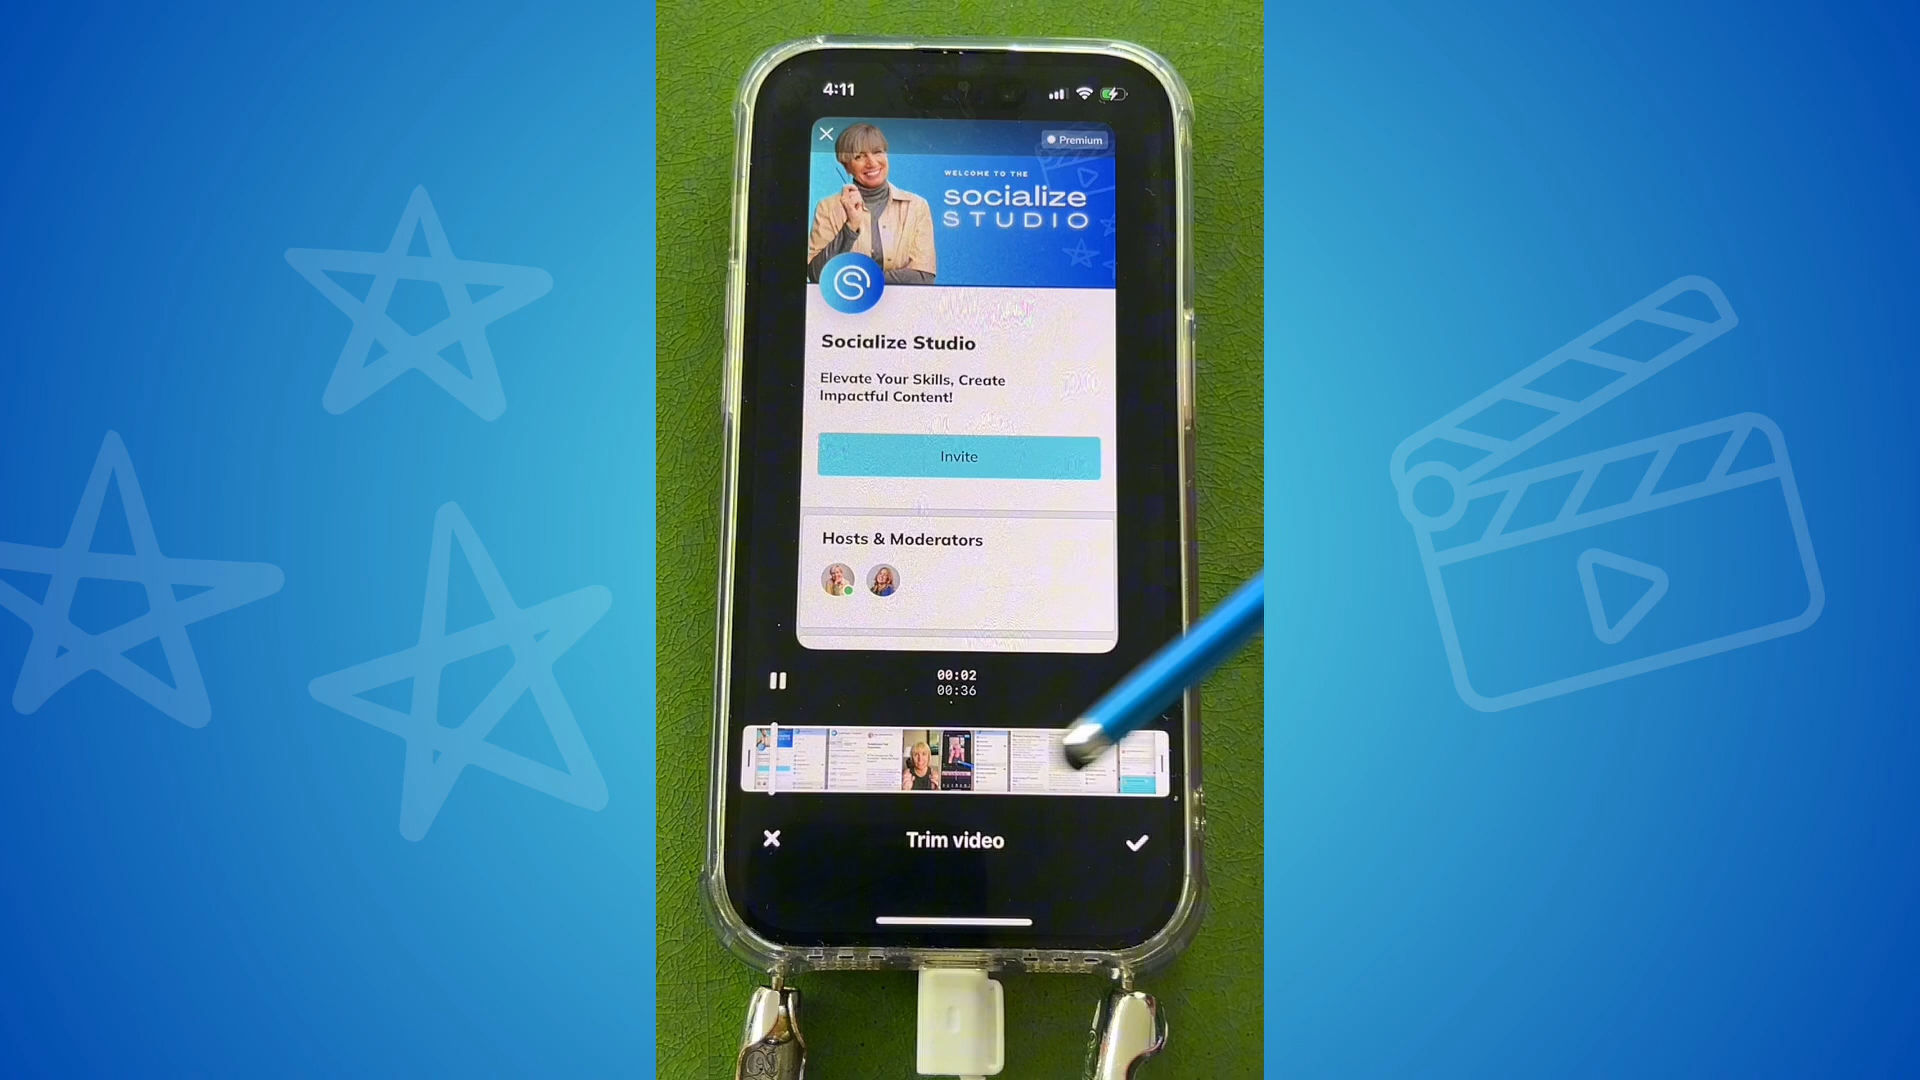 4:11
Premium
WELCOME TO THE
socialize
STUDIO
Socialize Studio
Elevate Your Skills, Create
Impactful Content!
Invite
Hosts & Moderators
00:02
00:36
Trim video